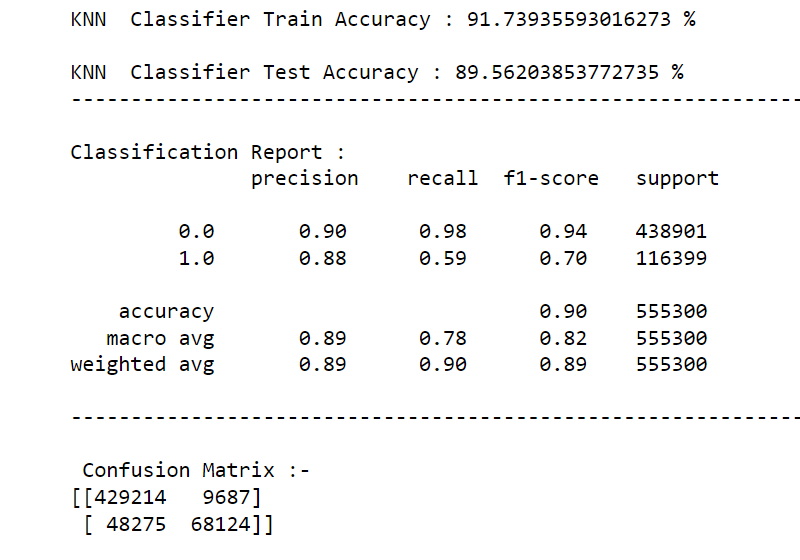 KNN  Classifier Train Accuracy : 91.73935593016273 %
KNN  Classifier Test Accuracy : 89.56203853772735 %
-------------------------------------------------------------
Classification Report :
               precision    recall  f1-score   support
         0.0       0.90      0.98      0.94    438901
         1.0       0.88      0.59      0.70    116399
    accuracy                           0.90    555300
   macro avg       0.89      0.78      0.82    555300
weighted avg       0.89      0.90      0.89    555300
-------------------------------------------------------------
 Confusion Matrix :-
[[429214   9687]
 [ 48275  68124]]